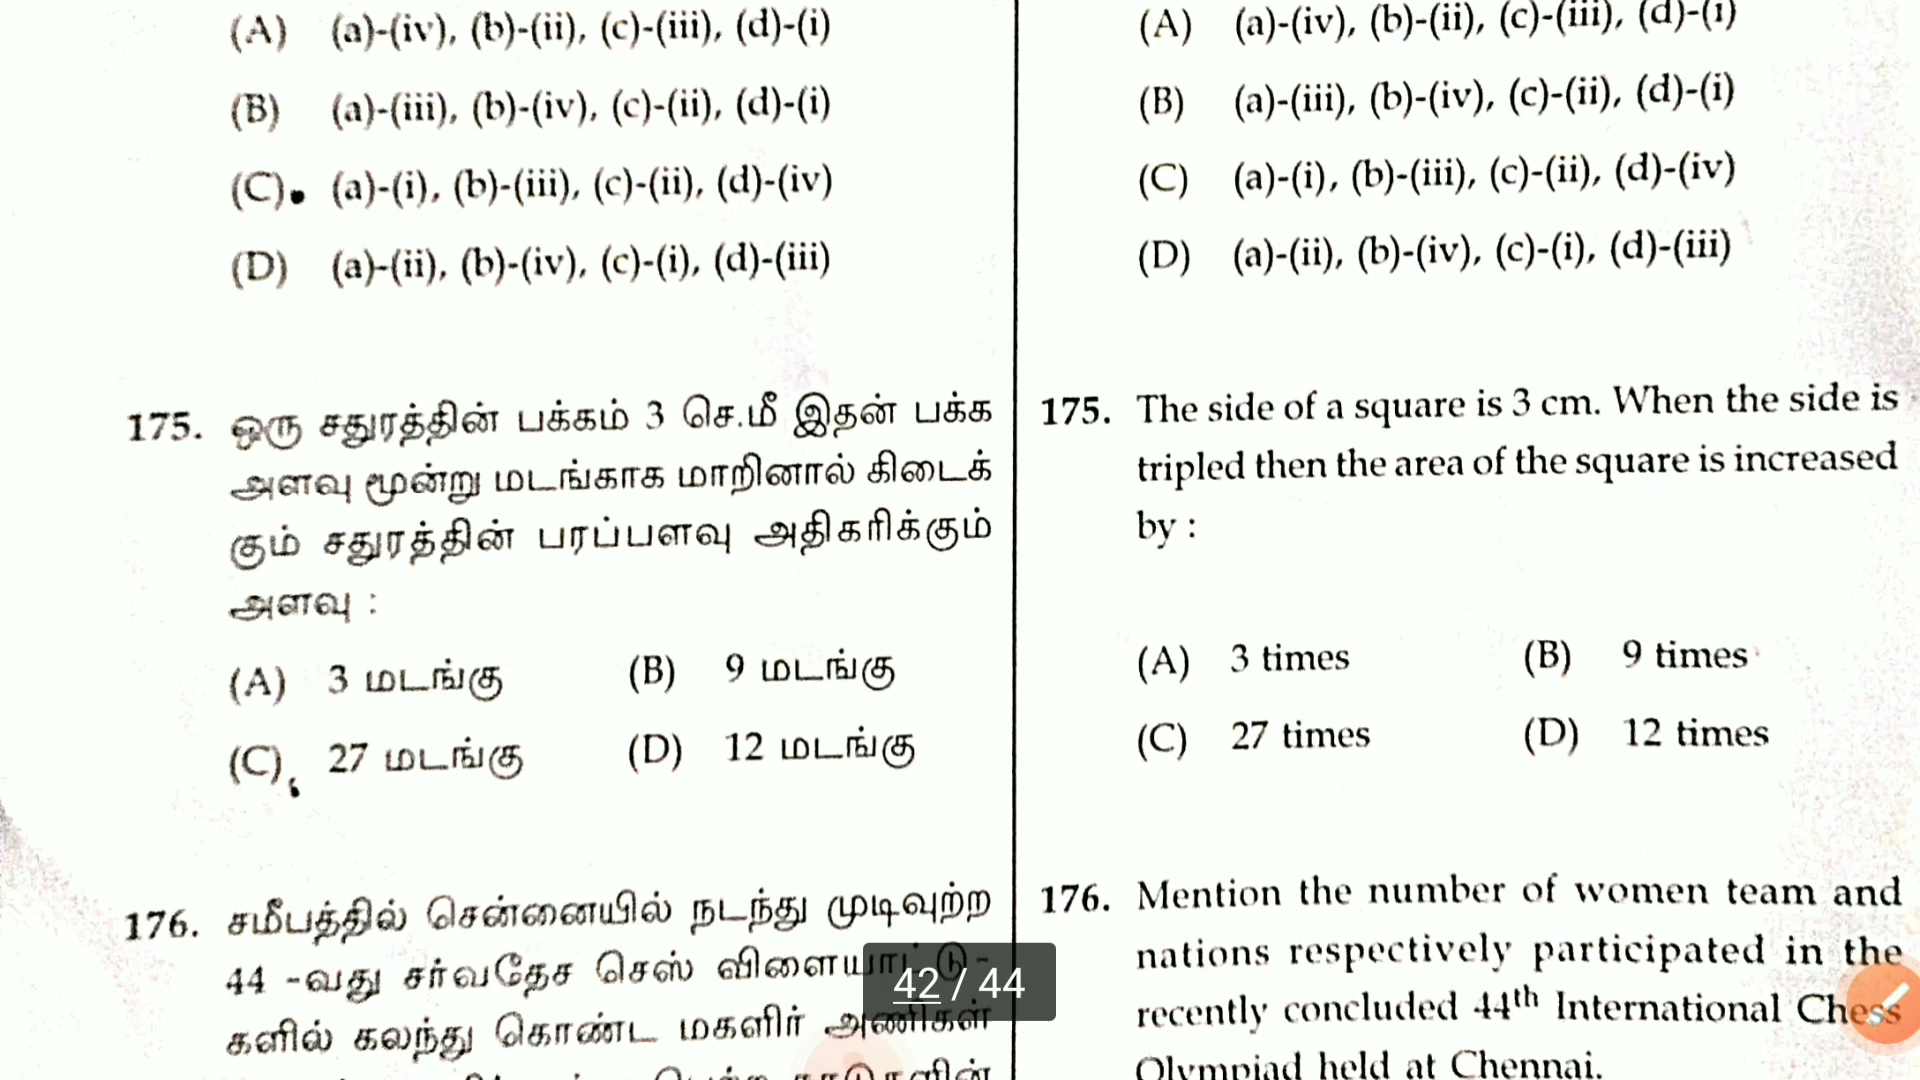 (A) (a)-(iv), (b)-(ii), (c)-(iii), (d)-(i)
(B) (a)-(iii), (b)-(iv), (c)-(ii), (d)-(i)
(C) (a)-(i), (b)-(iii), (c)-(ii), (d)-(iv)
(D) (a)-(ii), (b)-(iv), (c)-(i), (d)-(iii)
175. ஒரு சதுரத்தின் பக்கம் 3 செ.மீ இதன் பக்க
அளவு மூன்று மடங்காக மாறினால் கிடைக்
கும் சதுரத்தின் பரப்பளவு அதிகரிக்கும்
அளவு :
(A) 3 மடங்கு (B) 9 மடங்கு
(C) 27 மடங்கு (D) 12 மடங்கு
176. சமீபத்தில் சென்னையில் நடந்து முடிவுற்ற
44 -வது சர்வதேச செஸ் விளையாட்டு-
களில் கலந்து கொண்ட மகளிர் அணிகள்
(A) (a)-(iv), (b)-(ii), (c)-(iii), (d)-(i)
(B) (a)-(iii), (b)-(iv), (c)-(ii), (d)-(i)
(C) (a)-(i), (b)-(iii), (c)-(ii), (d)-(iv)
(D) (a)-(ii), (b)-(iv), (c)-(i), (d)-(iii)
175. The side of a square is 3 cm. When the side is
tripled then the area of the square is increased
by :
(A) 3 times (B) 9 times
(C) 27 times (D) 12 times
176. Mention the number of women team and
nations respectively participated in the
recently concluded 44th International Chess
Olympiad held at Chennai.
42 / 44